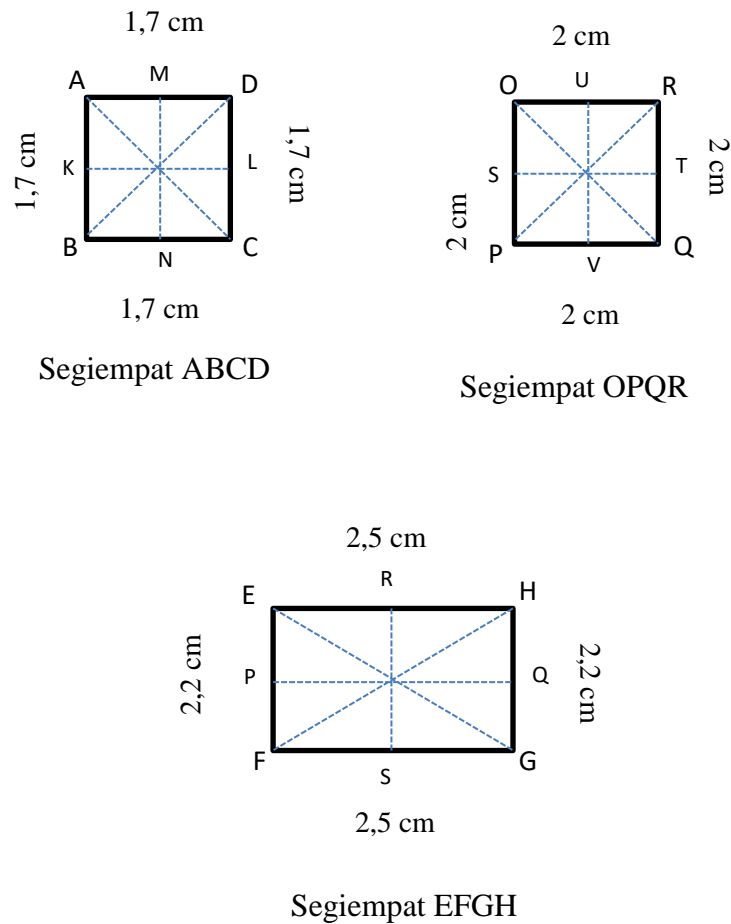 1,7 cm
A M D
1,7 cm
K L
1,7 cm
B N C
1,7 cm
Segiempat ABCD
2 cm
O U R
S T
2 cm
2 cm
P V Q
2 cm
Segiempat OPQR
2,5 cm
E R H
2,2 cm
P Q
2,2 cm
F S G
2,5 cm
Segiempat EFGH